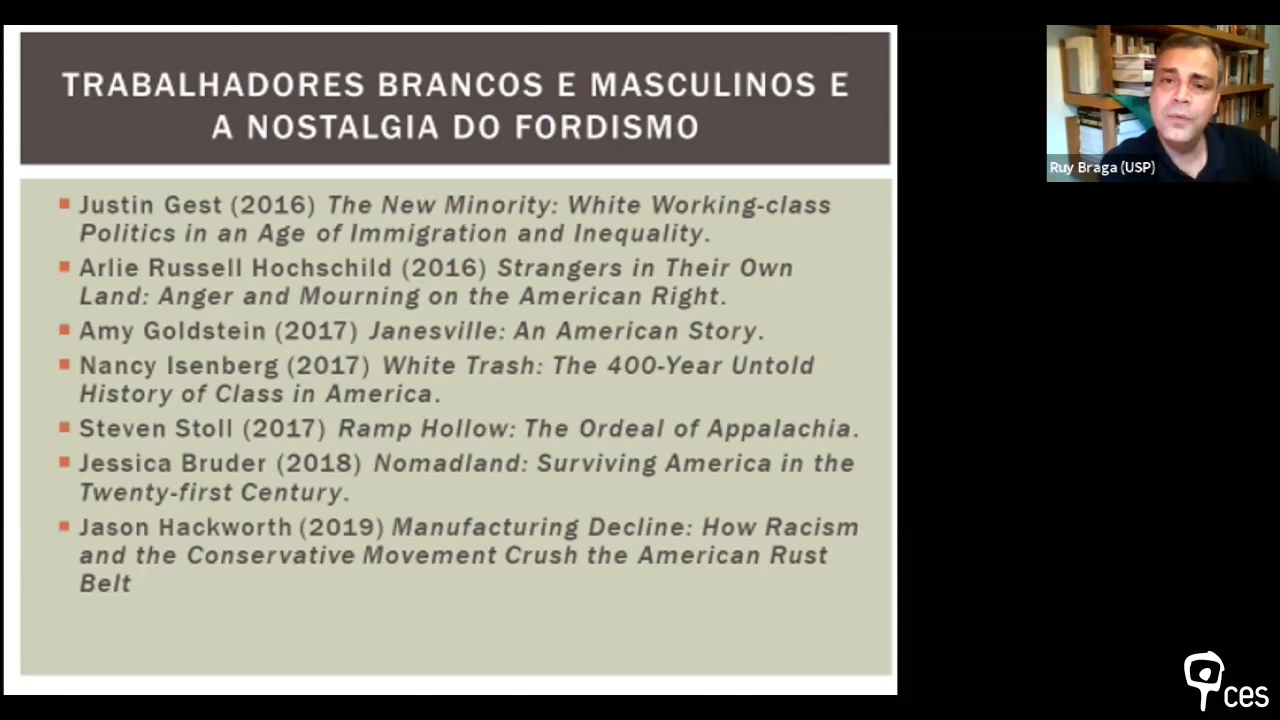 TRABALHADORES BRANCOS E MASCULINOS E
A NOSTALGIA DO FORDISMO
Justin Gest (2016) The New Minority: White Working-class
Politics in an Age of Immigration and Inequality.
Arlie Russell Hochschild (2016) Strangers in Their Own
Land: Anger and Mourning on the American Right.
Amy Goldstein (2017) Janesville: An American Story.
Nancy Isenberg (2017) White Trash: The 400-Year Untold
History of Class in America.
Steven Stoll (2017) Ramp Hollow: The Ordeal of Appalachia.
Jessica Bruder (2018) Nomadland: Surviving America in the
Twenty-first Century.
Jason Hackworth (2019) Manufacturing Decline: How Racism
and the Conservative Movement Crush the American Rust
Belt
Ruy Braga (USP)
ces